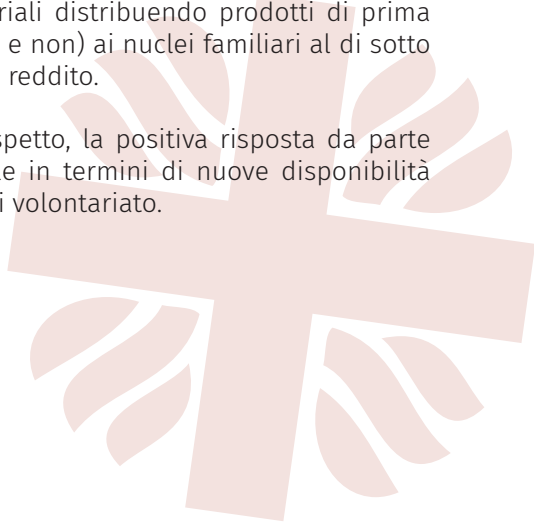 riali distribuendo prodotti di prima
e non) ai nuclei familiari al di sotto
reddito.
spetto, la positiva risposta da parte
e in termini di nuove disponibilità
i volontariato.